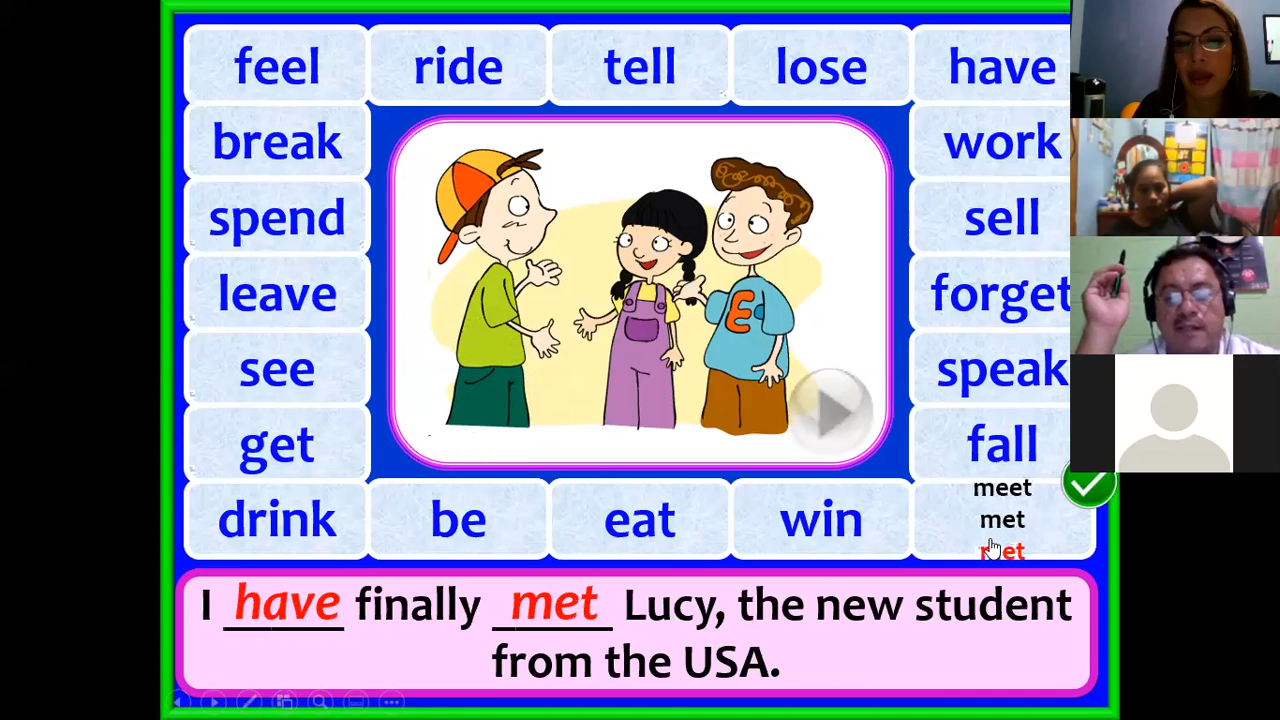 feel ride tell lose have
break work
spend sell
leave forget
see speak
get fall
drink be eat win meet
met
met
E
I have finally met Lucy, the new student
from the USA.